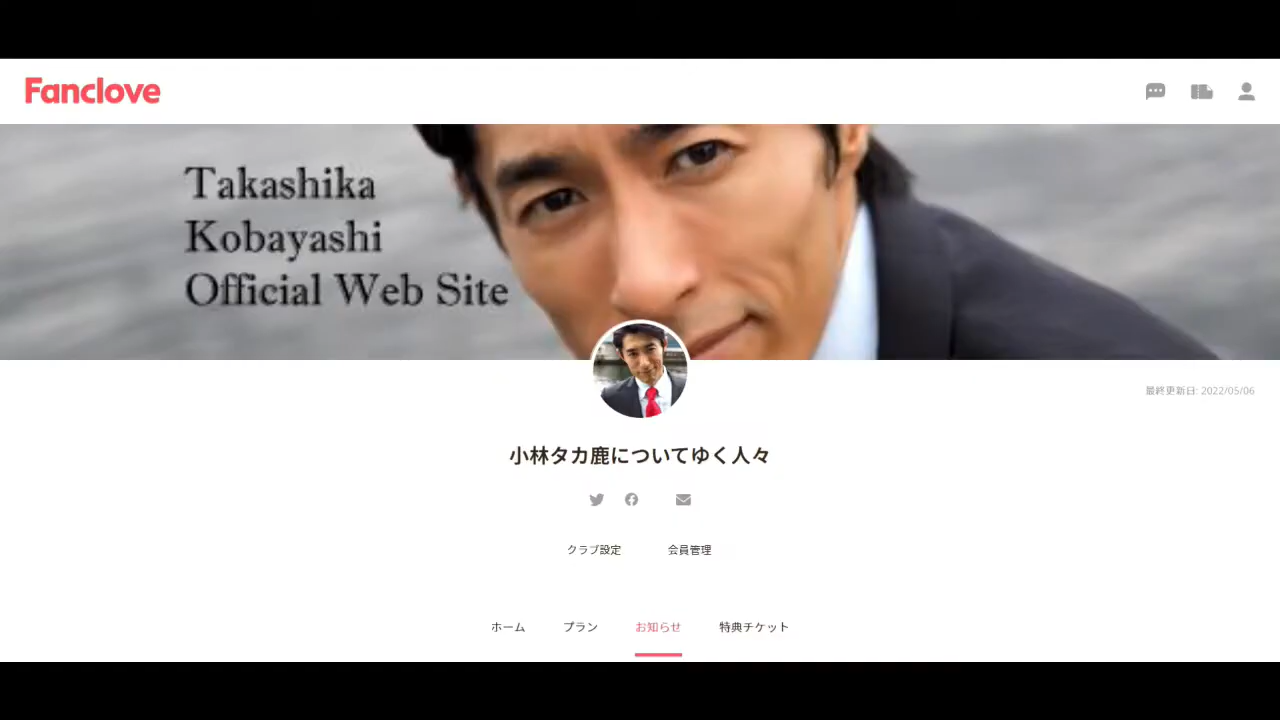 Fanclove
Takashika
Kobayashi
Official Web Site
最終更新日: 2022/05/06
小林タカ鹿についてゆく人々
クラブ設定 会員管理
ホーム プラン お知らせ 特典チケット